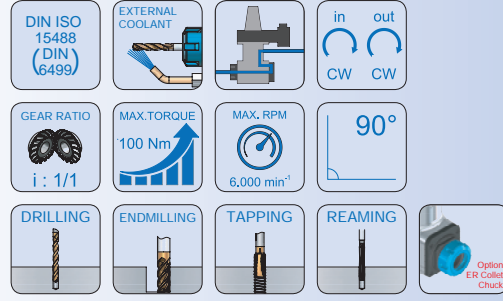 DIN ISO
15488
(DIN
6499)
EXTERNAL
COOLANT
in out
CW CW
GEAR RATIO
i : 1/1
MAX.TORQUE
100 Nm
MAX. RPM
6.000 min⁻¹
90°
DRILLING
ENDMILLING
TAPPING
REAMING
Option
ER Collet
Chuck